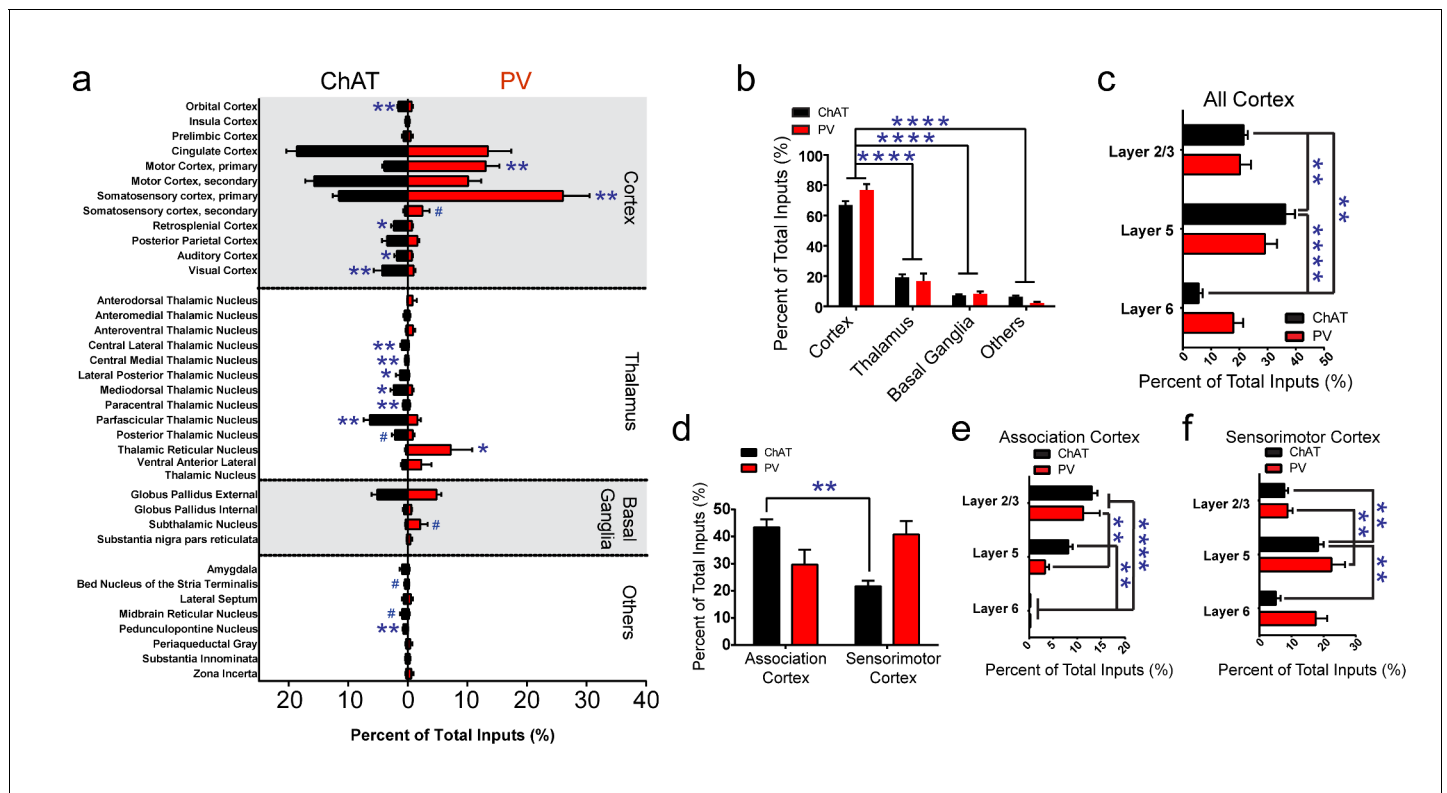 a
ChAT
PV
Orbital Cortex
**
Insula Cortex
Prelimbic Cortex
Cingulate Cortex
Motor Cortex, primary
**
Motor Cortex, secondary
Somatosensory cortex, primary
**
Somatosensory cortex, secondary
#
Retrosplenial Cortex
*
Posterior Parietal Cortex
Auditory Cortex
*
Visual Cortex
**
Cortex
Anterodorsal Thalamic Nucleus
Anteromedial Thalamic Nucleus
Anteroventral Thalamic Nucleus
Central Lateral Thalamic Nucleus
**
Central Medial Thalamic Nucleus
**
Lateral Posterior Thalamic Nucleus
*
Mediodorsal Thalamic Nucleus
*
Paracentral Thalamic Nucleus
**
Parfascicular Thalamic Nucleus
**
Posterior Thalamic Nucleus
#
Thalamic Reticular Nucleus
*
Ventral Anterior Lateral
Thalamic Nucleus
Thalamus
Globus Pallidus External
Globus Pallidus Internal
Subthalamic Nucleus
#
Substantia nigra pars reticulata
Basal
Ganglia
Amygdala
Bed Nucleus of the Stria Terminalis
#
Lateral Septum
Midbrain Reticular Nucleus
#
Pedunculopontine Nucleus
**
Periaqueductal Gray
Substantia Innominata
Zona Incerta
Others
20 10 0 10 20 30 40
Percent of Total Inputs (%)
b
ChAT
PV
****
****
****
Percent of Total Inputs (%)
100
80
60
40
20
0
Cortex
Thalamus
Basal Ganglia
Others
c
All Cortex
Layer 2/3
Layer 5
Layer 6
**
****
**
ChAT
PV
0 10 20 30 40 50
Percent of Total Inputs (%)
d
ChAT
PV
**
Percent of Total Inputs (%)
50
40
30
20
10
0
Association
Cortex
Sensorimotor
Cortex
e
Association Cortex
ChAT
PV
Layer 2/3
Layer 5
Layer 6
**
**
****
0 5 10 15 20
Percent of Total Inputs (%)
f
Sensorimotor Cortex
ChAT
PV
Layer 2/3
Layer 5
Layer 6
**
**
**
0 10 20 30
Percent of Total Inputs (%)